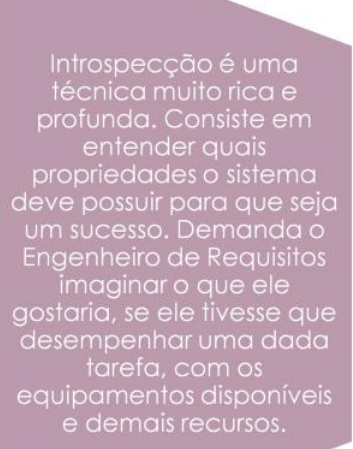 Introspecção é uma
técnica muito rica e
profunda. Consiste em
entender quais
propriedades o sistema
deve possuir para que seja
um sucesso. Demanda o
Engenheiro de Requisitos
imaginar o que ele
gostaria, se ele tivesse que
desempenhar uma dada
tarefa, com os
equipamentos disponíveis
e demais recursos.